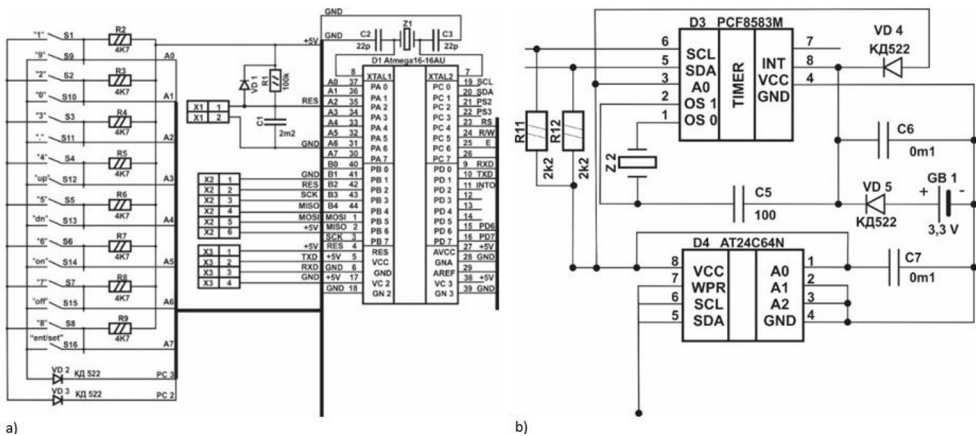 "1" S1 R2 4K7
"9" S9 A0
"2" S2 R3 4K7
"0" S10 A1
"3" S3 R4 4K7
"." S11 A2
"4" S4 R5 4K7
"up" S12 A3
"5" S5 R6 4K7
"dn" S13 A4
"6" S6 R7 4K7
"on" S14 A5
"7" S7 R8 4K7
"off" S15 A6
"8" S8 R9 4K7
"ent/set" S16 A7
VD 2 КД 522 PC 3
VD 3 КД 522 PC 2
GND
+5V GND C2 22p Z1 C3 22p
VD 1 R1 100k
X1 1 RES
X1 2
C1 2m2
GND
X2 1 GND
X2 2 RES
X2 3 SCK
X2 4 MISO
X2 5 MOSI
X2 6 +5V
X3 1 +5V
X3 2 TXD
X3 3 RXD
X3 4 GND
D1 Atmega16-16AU
8 XTAL1 XTAL2 7
A0 37 PA 0 PC 0 19 SCL
A1 36 PA 1 PC 1 20 SDA
A2 35 PA 2 PC 2 21 PS2
A3 34 PA 3 PC 3 22 PS3
A4 33 PA 4 PC 4 23 RS
A5 32 PA 5 PC 5 24 R/W
A6 31 PA 6 PC 6 25 E
A7 30 PA 7 PC 7 26
B0 40 PB 0 PD 0 9 RXD
B1 41 PB 1 PD 1 10 TXD
B2 42 PB 2 PD 2 11 INTO
B3 43 PB 3 PD 3 12
B4 44 PB 4 PD 4 13
MOSI 1 PB 5 PD 5 14
MISO 2 PB 6 PD 6 15 PD6
SCK 3 PB 7 PD 7 16 PD7
RES 4 RES AVCC 27 +5V
+5V 5 VCC GNA 28 GND
GND 6 GND AREF 29
+5V 17 VC 2 VC 3 38 +5V
GND 18 GN 2 GN 3 39 GND
a)
D3 PCF8583M
TIMER
6 SCL
5 SDA
3 A0
2 OS 1
1 OS 0
7
INT 8
VCC 4
GND
VD 4
КД522
R11 2k2
R12 2k2
Z 2
C6
0m1
C5
100
VD 5
КД522
GB 1
+ -
3,3 V
D4 AT24C64N
8 VCC A0 1
7 WPR A1 2
6 SCL A2 3
5 SDA GND 4
C7
0m1
b)